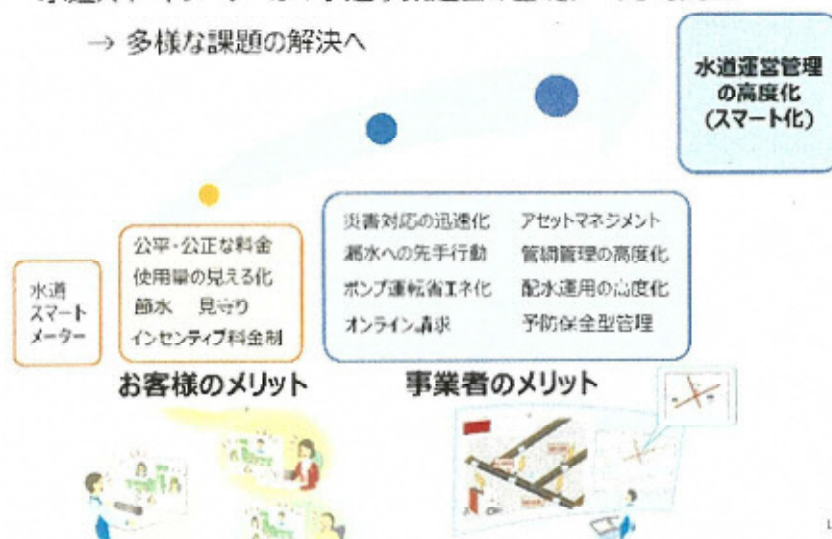 → 多様な課題の解決へ
水道運営管理
の高度化
(スマート化)
公平・公正な料金
使用量の見える化
節水 見守り
インセンティブ料金制
災害対応の迅速化 アセットマネジメント
漏水への先手行動 管網管理の高度化
ポンプ運転省エネ化 配水運用の高度化
オンライン請求 予防保全型管理
水道
スマート
メーター
お客様のメリット 事業者のメリット